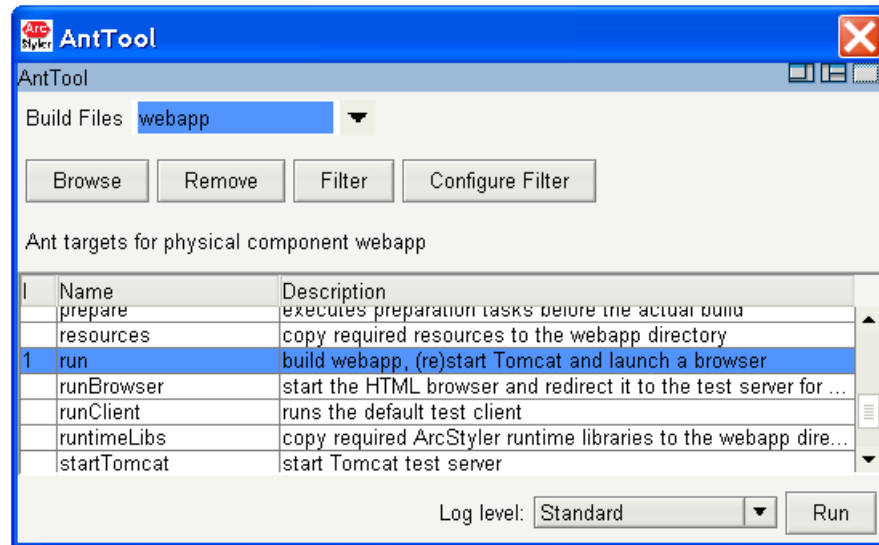 Arc Styler AntTool
AntTool
Build Files webapp
Browse Remove Filter Configure Filter
Ant targets for physical component webapp
I Name Description
prepare executes preparation tasks before the actual build
resources copy required resources to the webapp directory
1 run build webapp, (re)start Tomcat and launch a browser
runBrowser start the HTML browser and redirect it to the test server for ...
runClient runs the default test client
runtimeLibs copy required ArcStyler runtime libraries to the webapp dire...
startTomcat start Tomcat test server
Log level: Standard Run